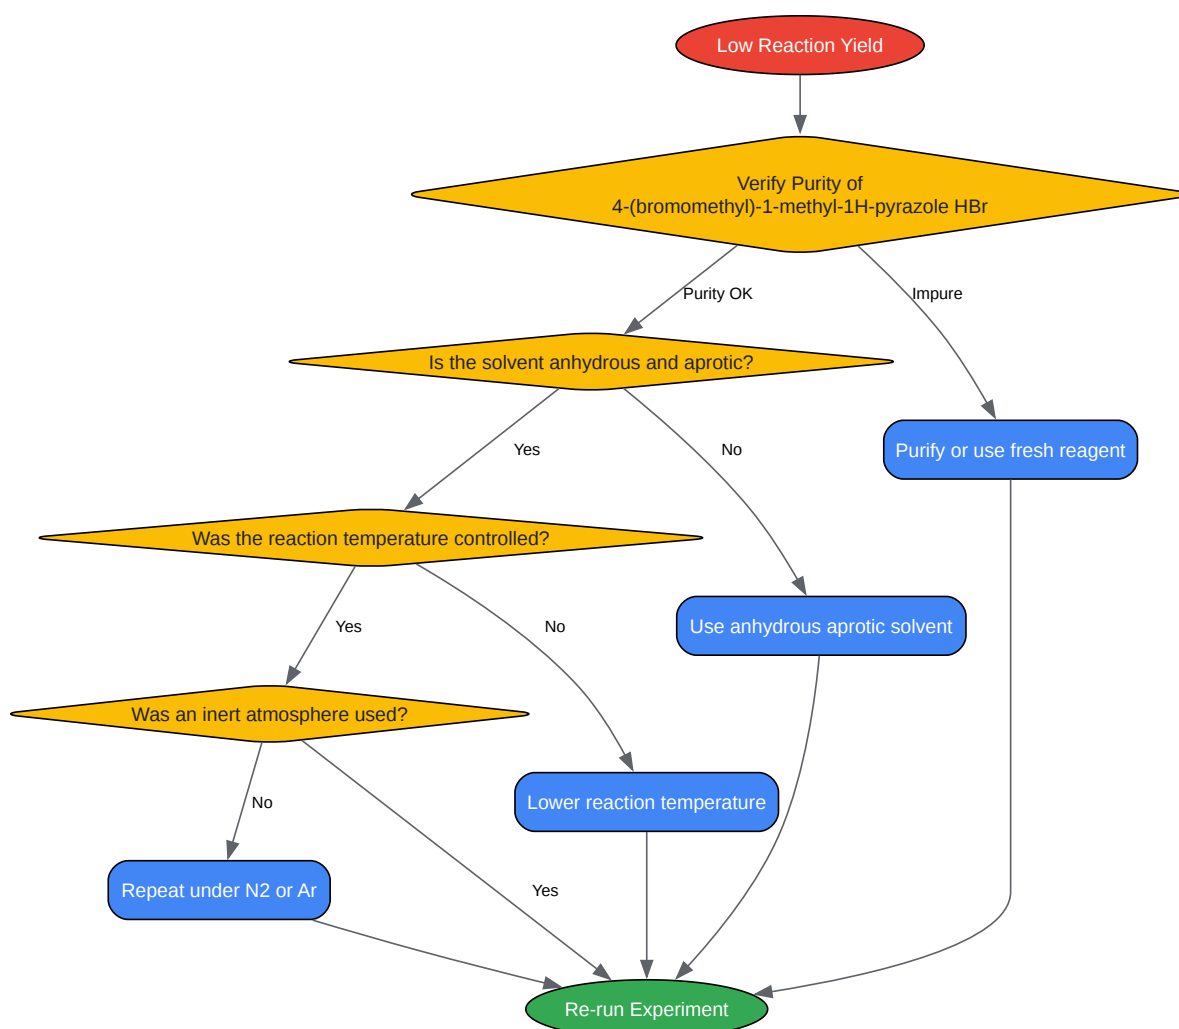 Low Reaction Yield
Verify Purity of
4-(bromomethyl)-1-methyl-1H-pyrazole HBr
Purity OK
Impure
Is the solvent anhydrous and aprotic?
Yes
No
Purify or use fresh reagent
Was the reaction temperature controlled?
Yes
No
Use anhydrous aprotic solvent
Was an inert atmosphere used?
No
Lower reaction temperature
Repeat under N2 or Ar
Yes
Re-run Experiment